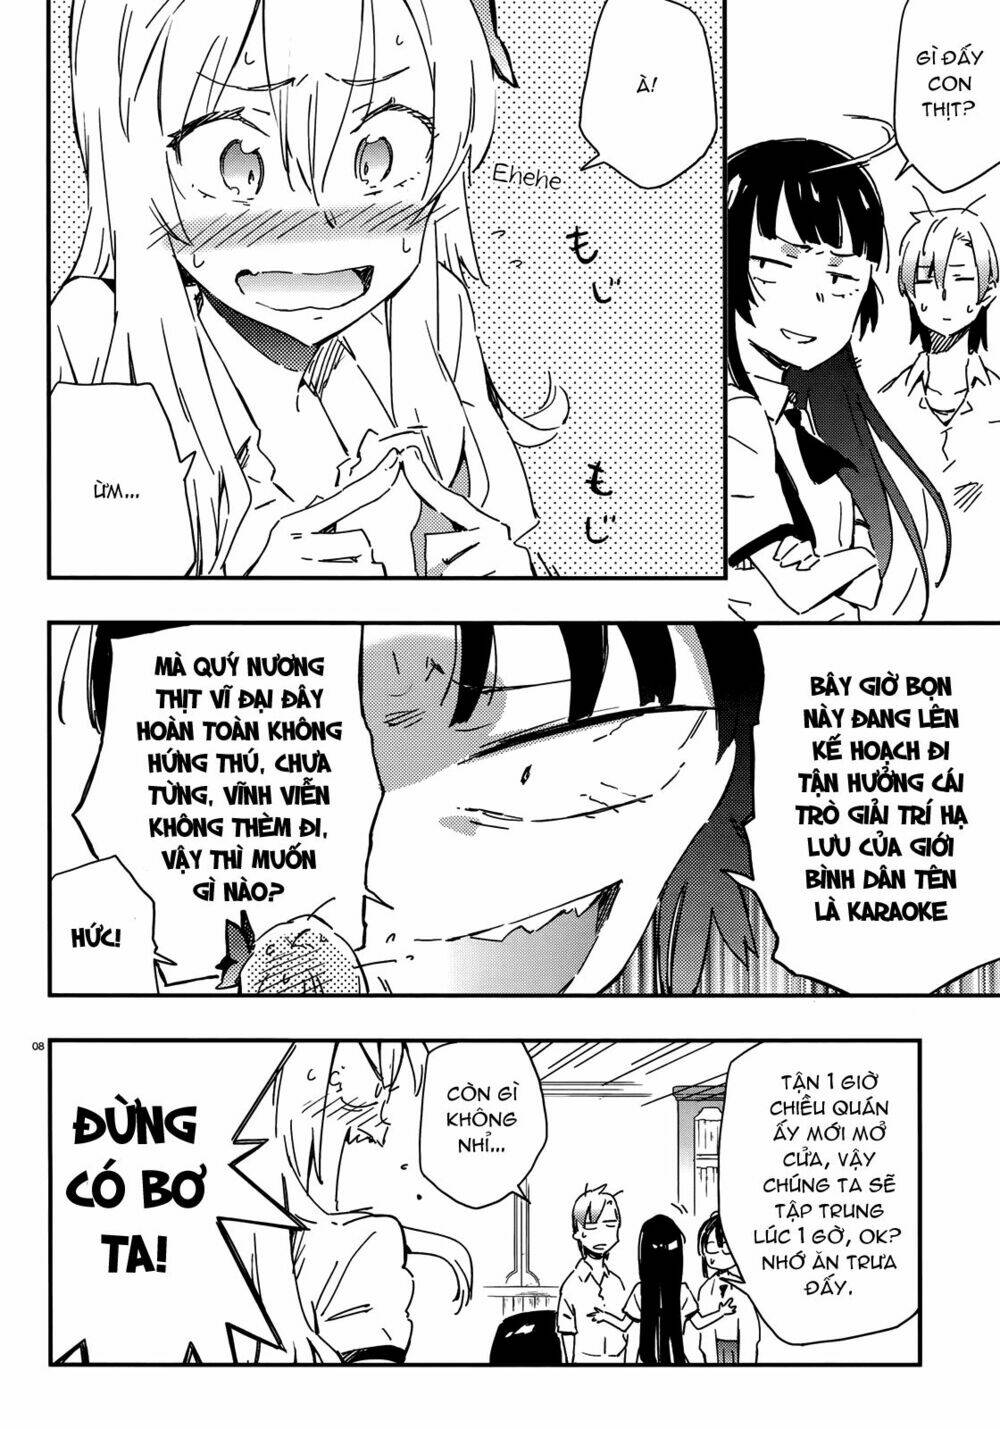 GÌ ĐẤY
CON
THỊT?
À!
Ehehe
もじ
もじ
ỪM...
BÂY GIỜ BỌN
NÀY ĐANG LÊN
KẾ HOẠCH ĐI
TẬN HƯỞNG CÁI
TRÒ GIẢI TRÍ HẠ
LƯU CỦA GIỚI
BÌNH DÂN TÊN
LÀ KARAOKE
MÀ QUÝ NƯƠNG
THỊT VĨ ĐẠI ĐÂY
HOÀN TOÀN KHÔNG
HỨNG THÚ, CHƯA
TỪNG, VĨNH VIỄN
KHÔNG THÈM ĐI,
VẬY THÌ MUỐN
GÌ NÀO?
HỨC!
08
TẬN 1 GIỜ
CHIỀU QUÁN
ẤY MỚI MỞ
CỬA, VẬY
CHÚNG TA SẼ
TẬP TRUNG
LÚC 1 GỜ, OK?
NHỚ ĂN TRƯA
ĐẤY.
CÒN GÌ
KHÔNG
NHỈ...
ĐỪNG
CÓ BƠ
TA!